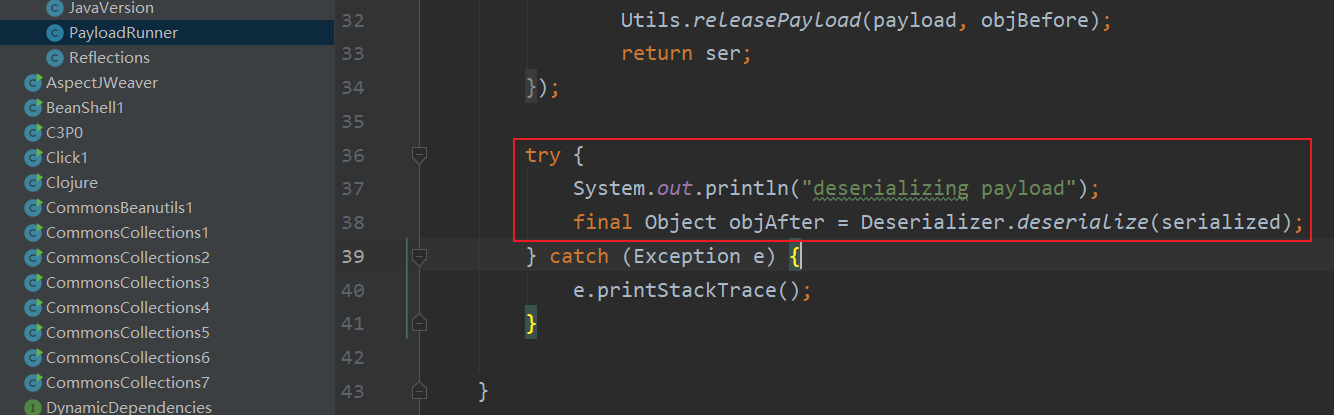 JavaVersion
PayloadRunner
Reflections
AspectJWeaver
BeanShell1
C3P0
Click1
Clojure
CommonsBeanutils1
CommonsCollections1
CommonsCollections2
CommonsCollections3
CommonsCollections4
CommonsCollections5
CommonsCollections6
CommonsCollections7
DynamicDependencies
32 Utils.releasePayload(payload, objBefore);
33 return ser;
34 });
35
36 try {
37 System.out.println("deserializing payload");
38 final Object objAfter = Deserializer.deserialize(serialized);
39 } catch (Exception e) {
40 e.printStackTrace();
41 }
42
43 }